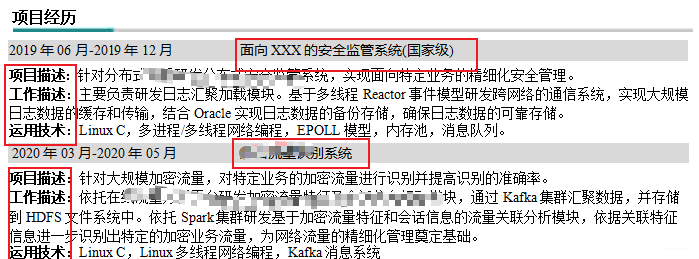 项目经历
2019 年 06 月-2019 年 12 月 面向 XXX 的安全监管系统(国家级)
项目描述：针对分布式 监管系统，实现面向特定业务的精细化安全管理。
工作描述：主要负责研发日志汇聚加载模块。基于多线程 Reactor 事件模型研发跨网络的通信系统，实现大规模
日志数据的缓存和传输，结合 Oracle 实现日志数据的备份存储，确保日志数据的可靠存储。
运用技术：Linux C，多进程/多线程网络编程，EPOLL 模型，内存池，消息队列。
2020 年 03 月-2020 年 05 月 流量识别系统
项目描述：针对大规模加密流量，对特定业务的加密流量进行识别并提高识别的准确率。
工作描述：依托在线流量 块，通过 Kafka 集群汇聚数据，并存储
到 HDFS 文件系统中。依托 Spark 集群研发基于加密流量特征和会话信息的流量关联分析模块，依据关联特征
信息进一步识别出特定的加密业务流量，为网络流量的精细化管理奠定基础。
运用技术：Linux C，Linux 多线程网络编程，Kafka 消息系统